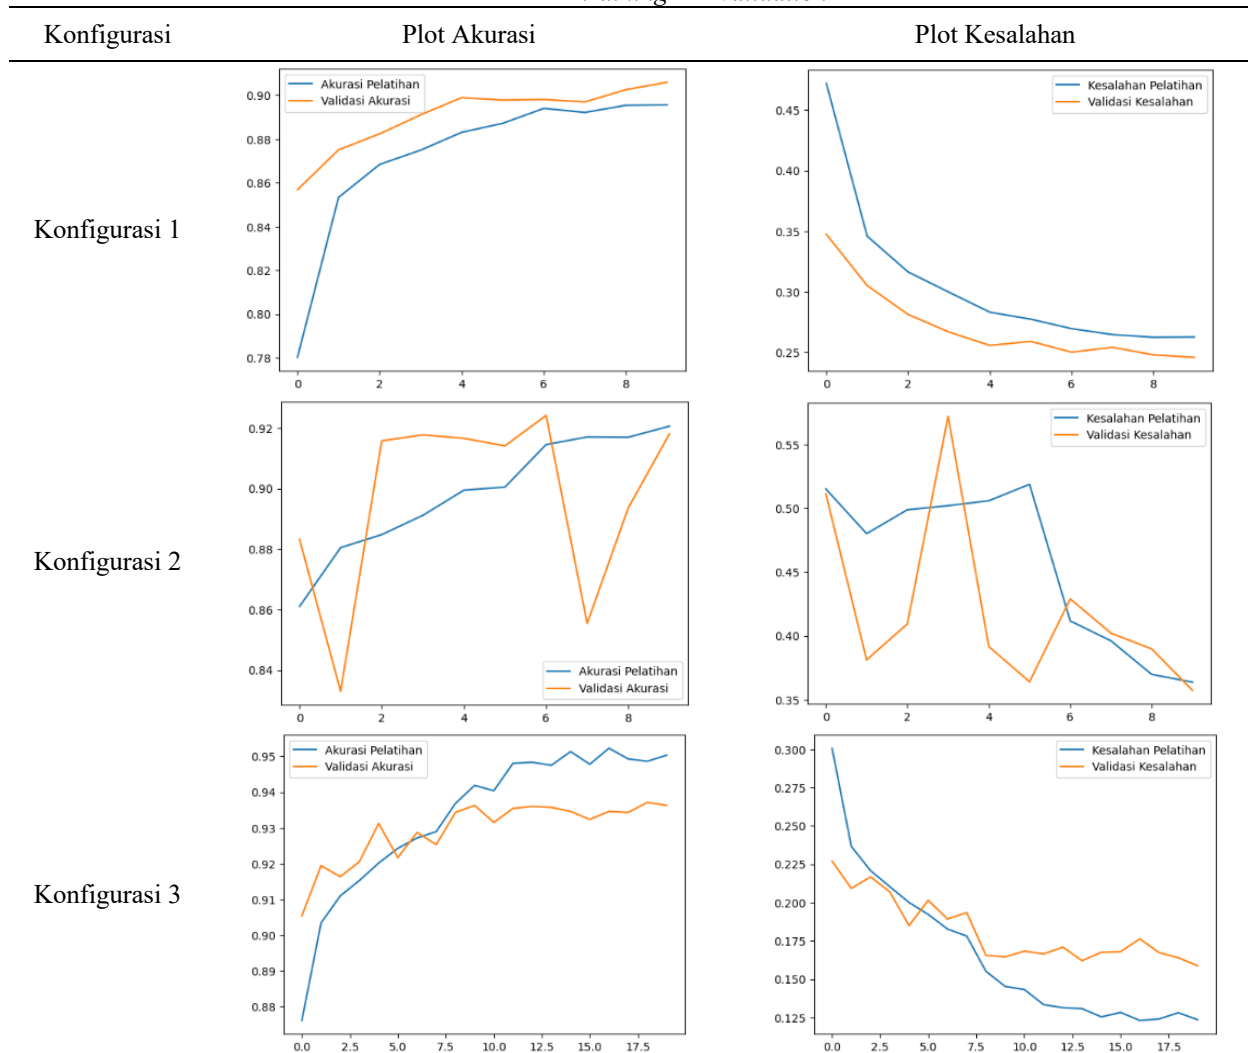 Konfigurasi Plot Akurasi Plot Kesalahan
Konfigurasi 1
Akurasi Pelatihan
Validasi Akurasi
0.90
0.88
0.86
0.84
0.82
0.80
0.78
0 2 4 6 8
Kesalahan Pelatihan
Validasi Kesalahan
0.45
0.40
0.35
0.30
0.25
0 2 4 6 8
Konfigurasi 2
0.92
0.90
0.88
0.86
0.84
Akurasi Pelatihan
Validasi Akurasi
0 2 4 6 8
Kesalahan Pelatihan
Validasi Kesalahan
0.55
0.50
0.45
0.40
0.35
0 2 4 6 8
Konfigurasi 3
Akurasi Pelatihan
Validasi Akurasi
0.95
0.94
0.93
0.92
0.91
0.90
0.89
0.88
0.0 2.5 5.0 7.5 10.0 12.5 15.0 17.5
Kesalahan Pelatihan
Validasi Kesalahan
0.300
0.275
0.250
0.225
0.200
0.175
0.150
0.125
0.0 2.5 5.0 7.5 10.0 12.5 15.0 17.5